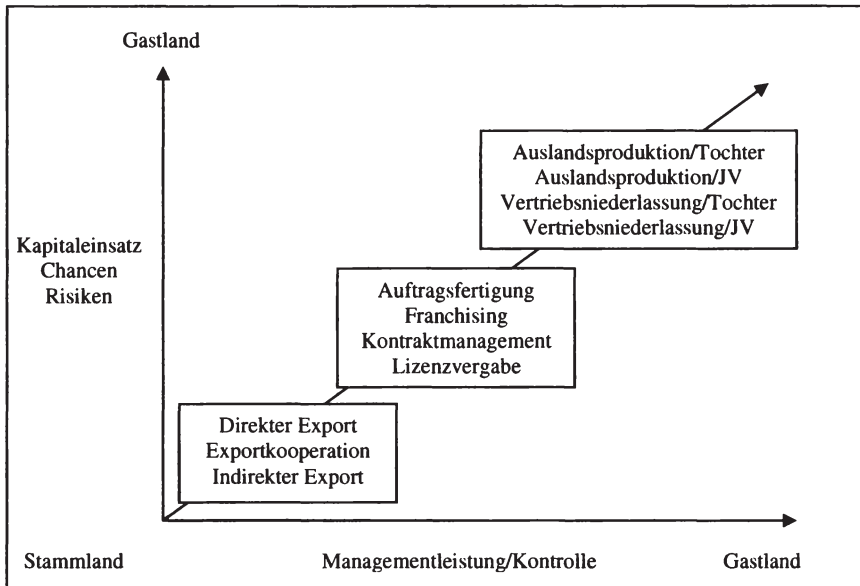 Gastland
Auslandsproduktion/Tochter
Auslandsproduktion/JV
Vertriebsniederlassung/Tochter
Vertriebsniederlassung/JV
Kapitaleinsatz
Chancen
Risiken
Auftragsfertigung
Franchising
Kontraktmanagement
Lizenzvergabe
Direkter Export
Exportkooperation
Indirekter Export
Stammland
Managementleistung/Kontrolle
Gastland